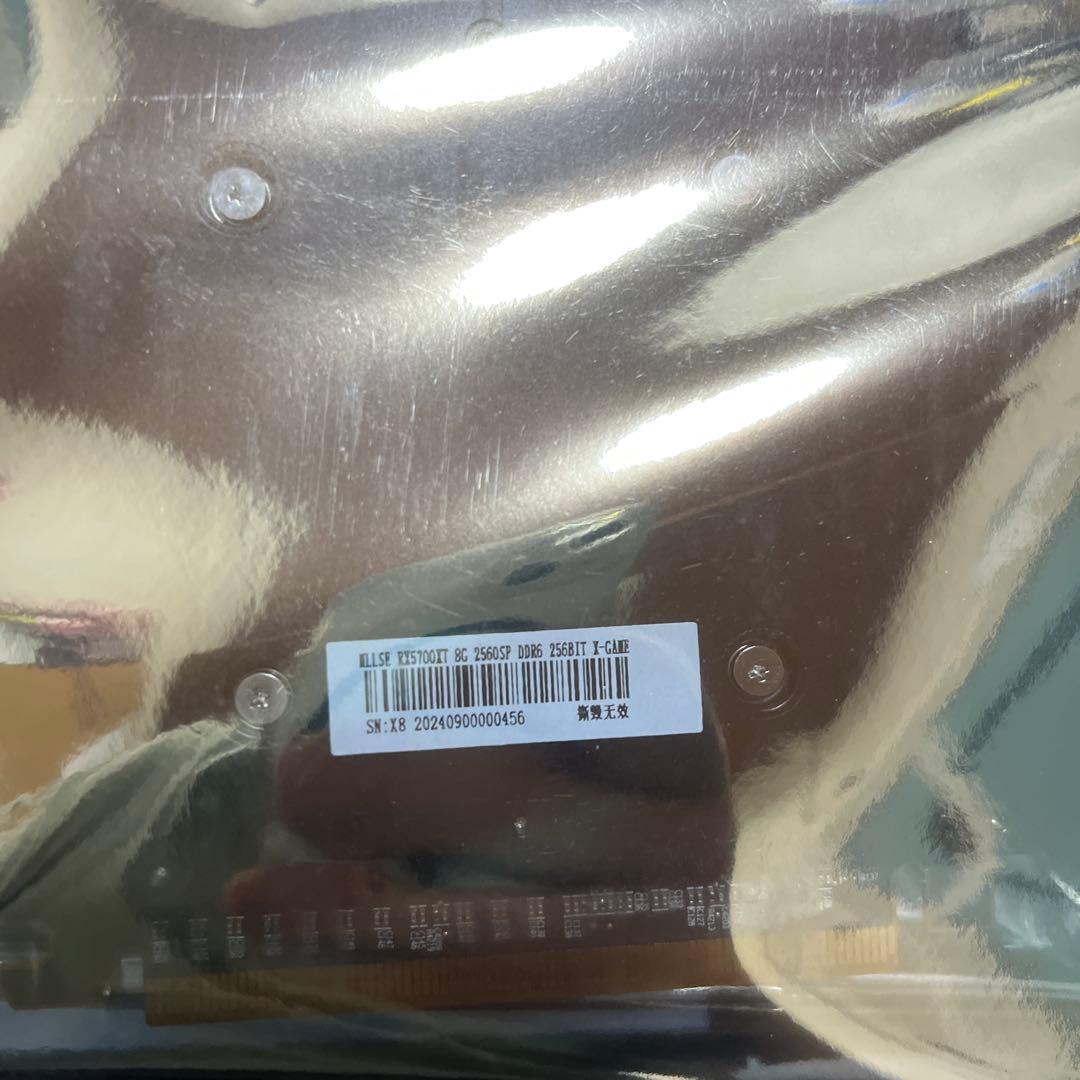 MLLSE RX5700XT 8G 2560SP DDR6 256BIT X-GAME
SN:X8 20240900000456 撕毁无效